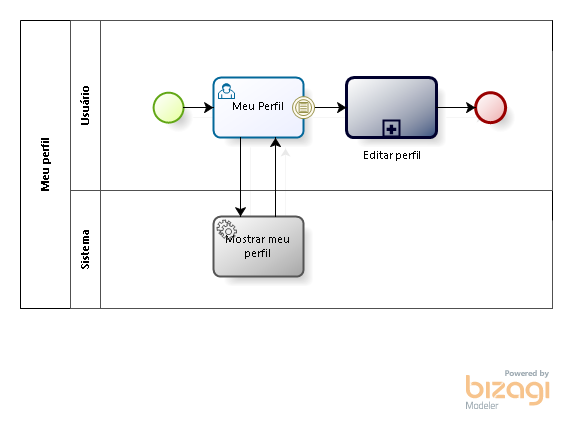 Meu perfil
Usuário
Sistema
Meu Perfil
Editar perfil
Mostrar meu
perfil
Powered by
bizagi
Modeler